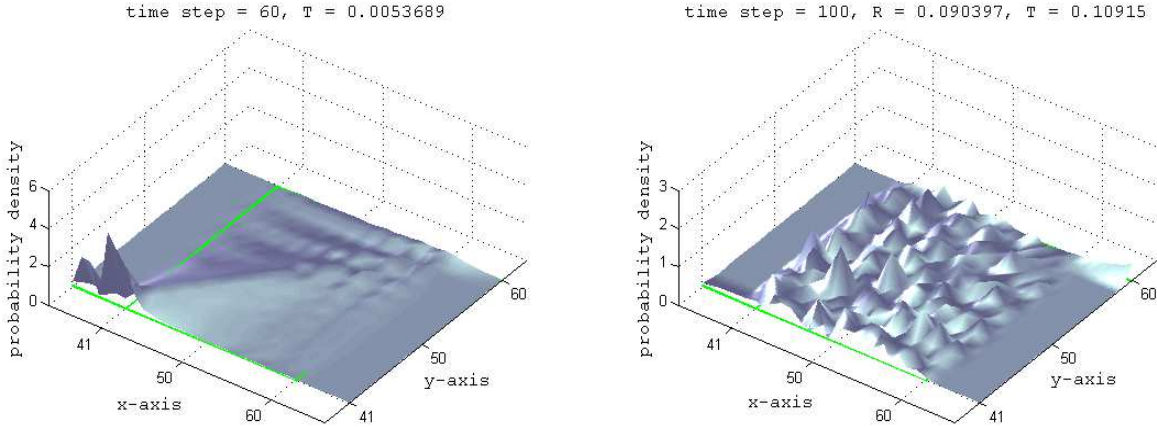 time step = 60, T = 0.0053689
probability density
6
4
2
0
41
50
60
x-axis
41
50
60
y-axis
time step = 100, R = 0.090397, T = 0.10915
probability density
3
2
1
0
41
50
60
x-axis
41
50
60
y-axis